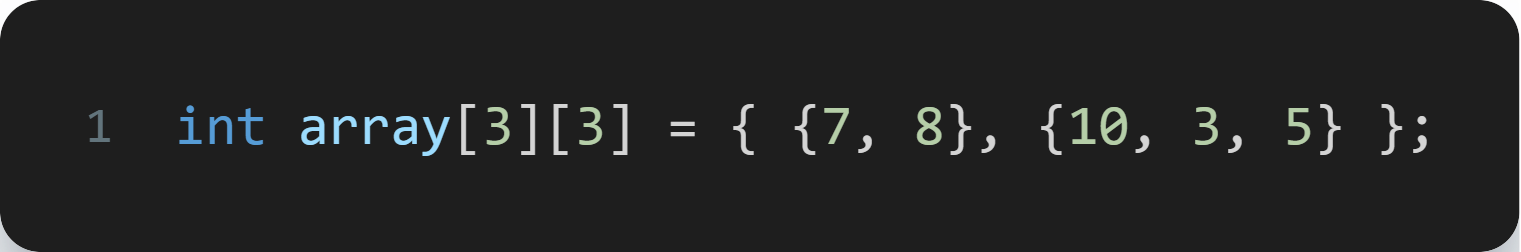 1 int array[3][3] = { {7, 8}, {10, 3, 5} };